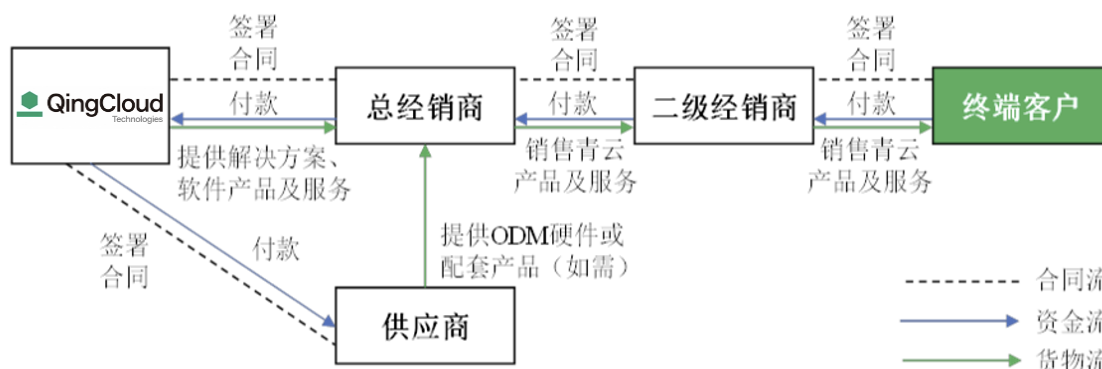 签署
合同
签署
合同
签署
合同
QingCloud
Technologies
付款
总经销商
付款
二级经销商
付款
终端客户
提供解决方案、
软件产品及服务
销售青云
产品及服务
销售青云
产品及服务
签署
合同
付款
提供ODM硬件或
配套产品（如需）
供应商
合同流
资金流
货物流